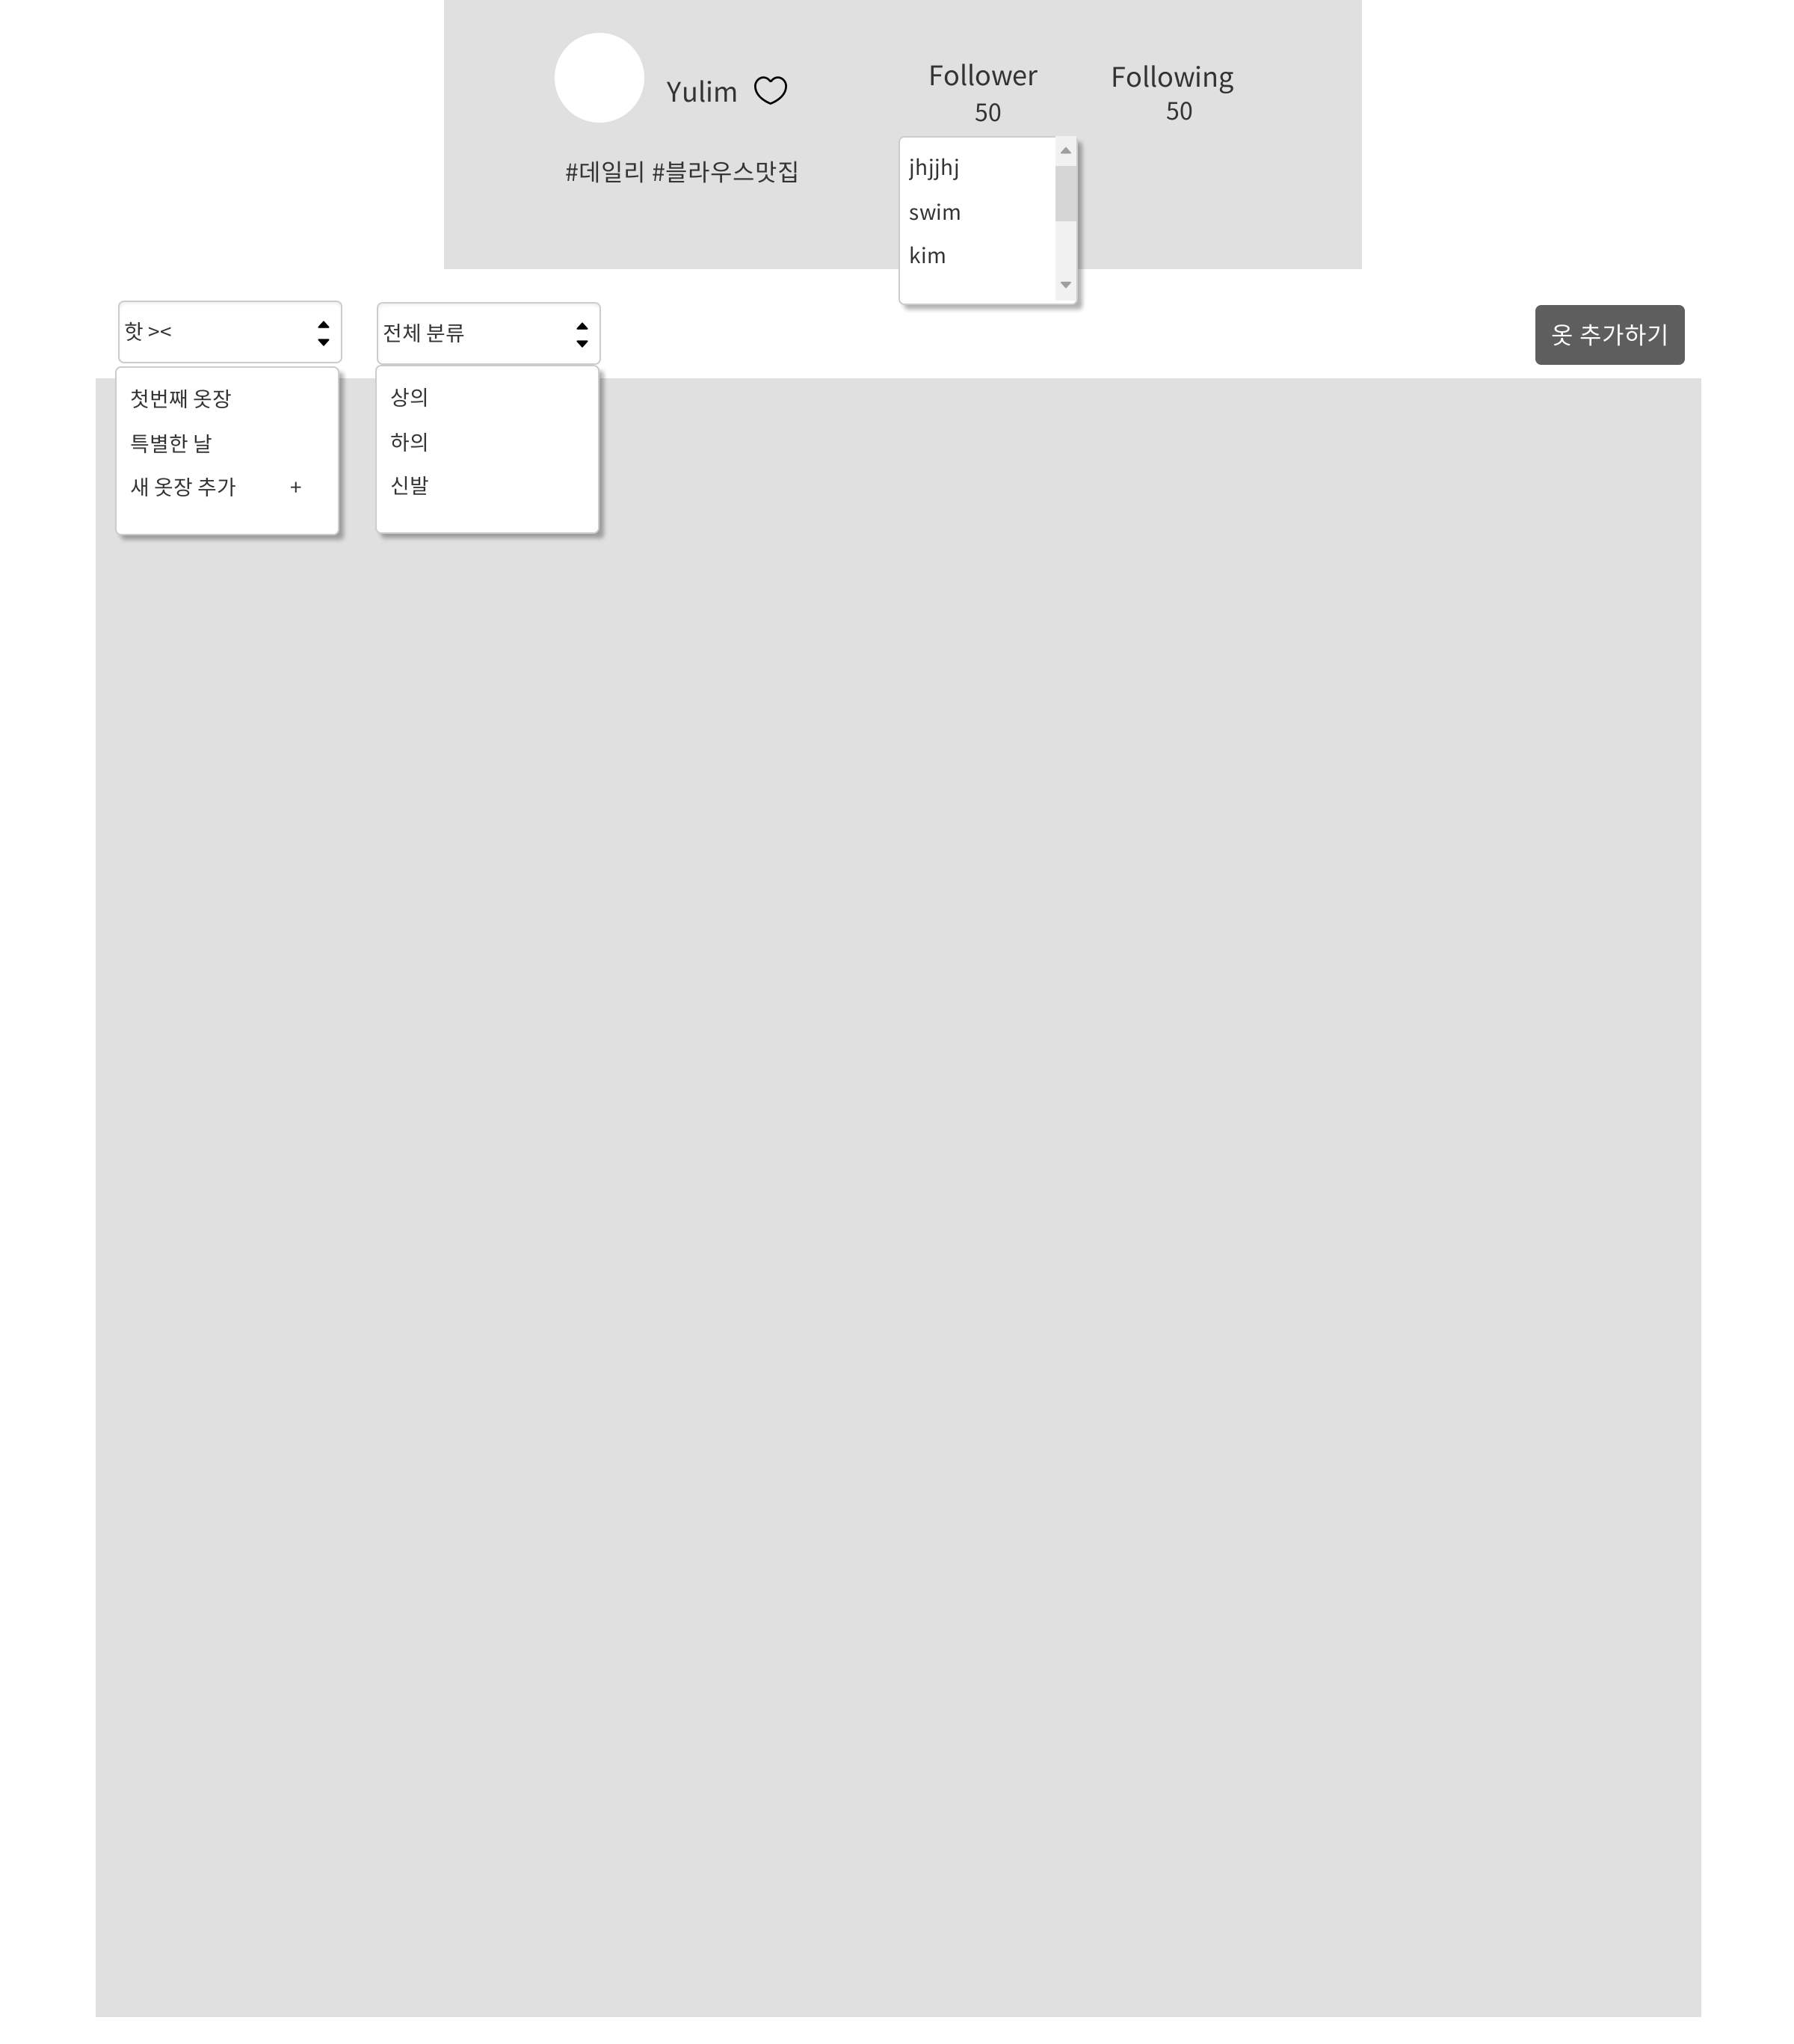 Yulim
Follower
50
Following
50
#데일리 #블라우스맛집
jhjjhj
swim
kim
핫 ><
전체 분류
옷 추가하기
첫번째 옷장
특별한 날
새 옷장 추가 +
상의
하의
신발